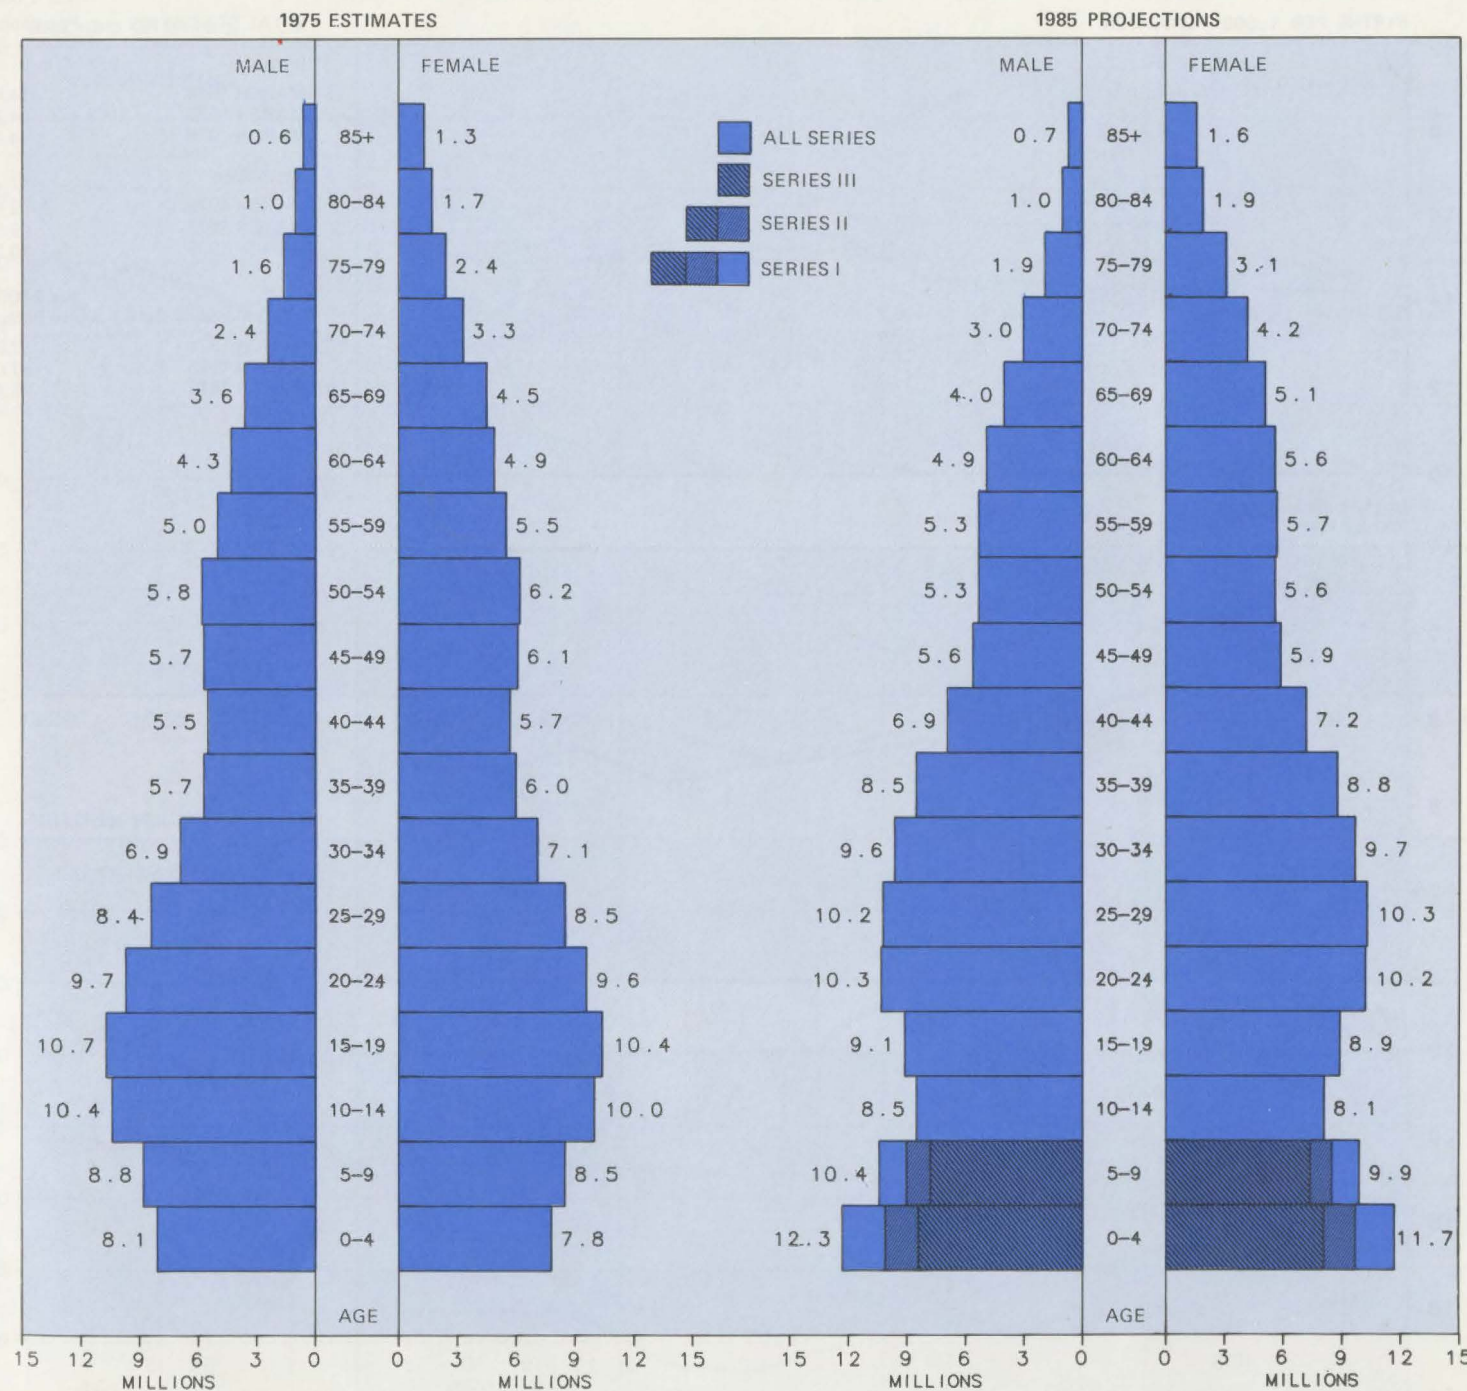 1975 ESTIMATES 1985 PROJECTIONS
MALE FEMALE MALE FEMALE
0.6 85+ 1.3 ALL SERIES 0.7 85+ 1.6
SERIES III
1.0 80–84 1.7 1.0 80–84 1.9
SERIES II
1.6 75–79 2.4 SERIES I 1.9 75–79 3.1
2.4 70–74 3.3 3.0 70–74 4.2
3.6 65–69 4.5 4.0 65–69 5.1
4.3 60–64 4.9 4.9 60–64 5.6
5.0 55–59 5.5 5.3 55–59 5.7
5.8 50–54 6.2 5.3 50–54 5.6
5.7 45–49 6.1 5.6 45–49 5.9
5.5 40–44 5.7 6.9 40–44 7.2
5.7 35–39 6.0 8.5 35–39 8.8
6.9 30–34 7.1 9.6 30–34 9.7
8.4 25–29 8.5 10.2 25–29 10.3
9.7 20–24 9.6 10.3 20–24 10.2
10.7 15–19 10.4 9.1 15–19 8.9
10.4 10–14 10.0 8.5 10–14 8.1
8.8 5–9 8.5 10.4 5–9 9.9
8.1 0–4 7.8 12.3 0–4 11.7
AGE AGE
15 12 9 6 3 0 0 3 6 9 12 15 15 12 9 6 3 0 0 3 6 9 12 15
MILLIONS MILLIONS MILLIONS MILLIONS